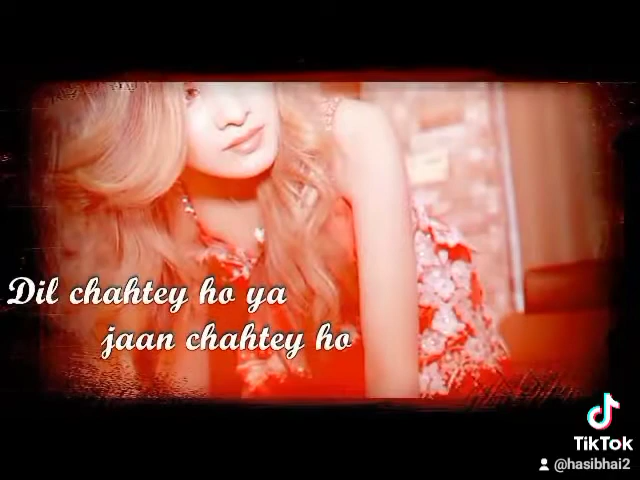 Dil chahtey ho ya
jaan chahtey ho
TikTok
@hasibhai2